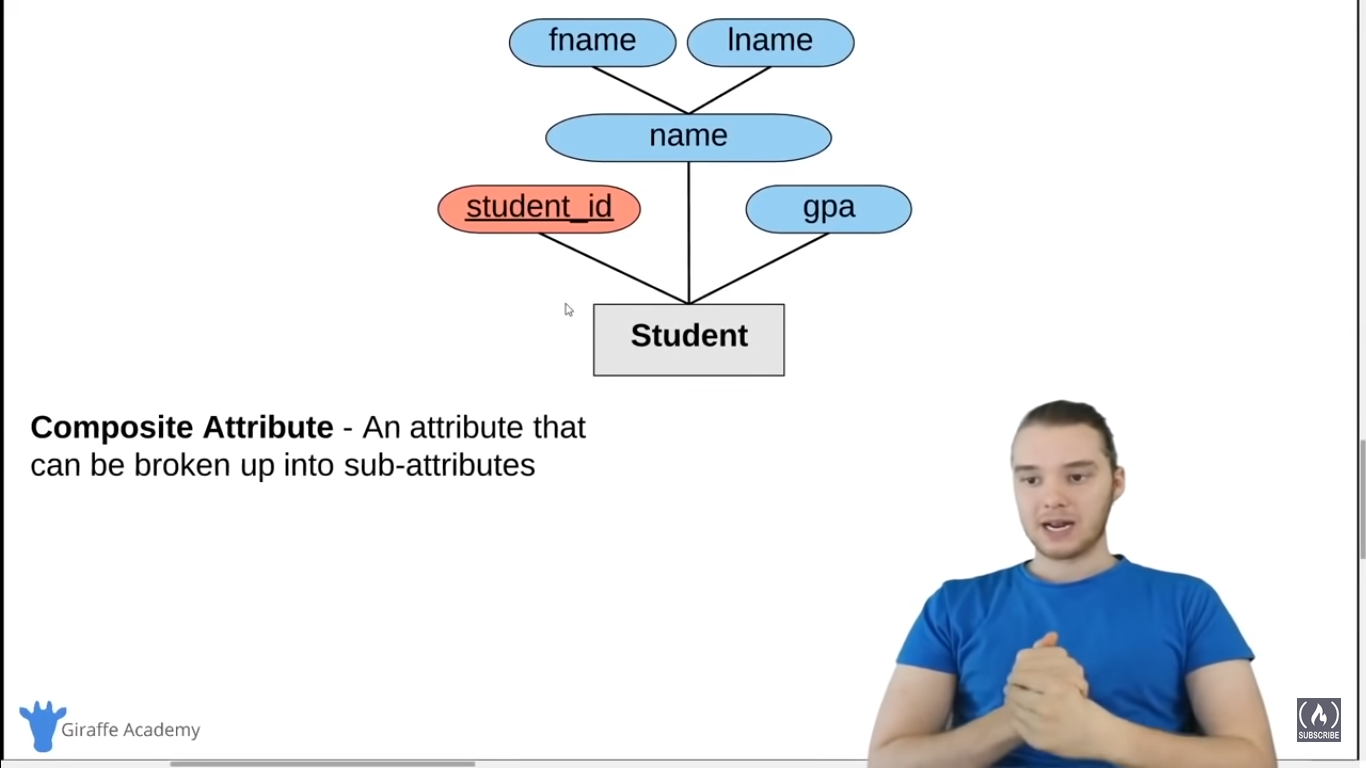 fname
lname
name
student_id
gpa
Student
Composite Attribute - An attribute that
can be broken up into sub-attributes
Giraffe Academy
SUBSCRIBE